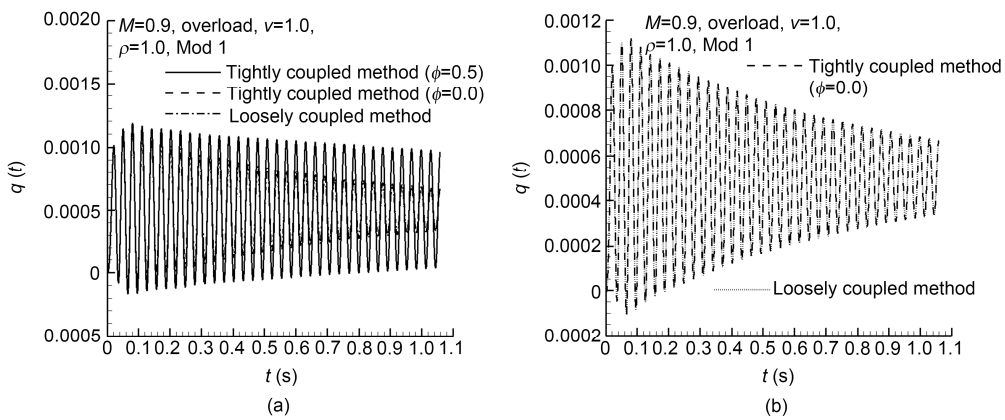 (a)
M=0.9, overload, v=1.0,
ρ=1.0, Mod 1
Tightly coupled method (ϕ=0.5)
Tightly coupled method (ϕ=0.0)
Loosely coupled method
0.0020
0.0015
0.0010
0.0005
0
0.0005
q (t)
0 0.1 0.2 0.3 0.4 0.5 0.6 0.7 0.8 0.9 1.0 1.1
t (s)
(a)
(b)
M=0.9, overload, v=1.0,
ρ=1.0, Mod 1
Tightly coupled method
(ϕ=0.0)
Loosely coupled method
0.0012
0.0010
0.0008
0.0006
0.0004
0.0002
0
0.0002
q (t)
0 0.1 0.2 0.3 0.4 0.5 0.6 0.7 0.8 0.9 1.0 1.1
t (s)
(b)